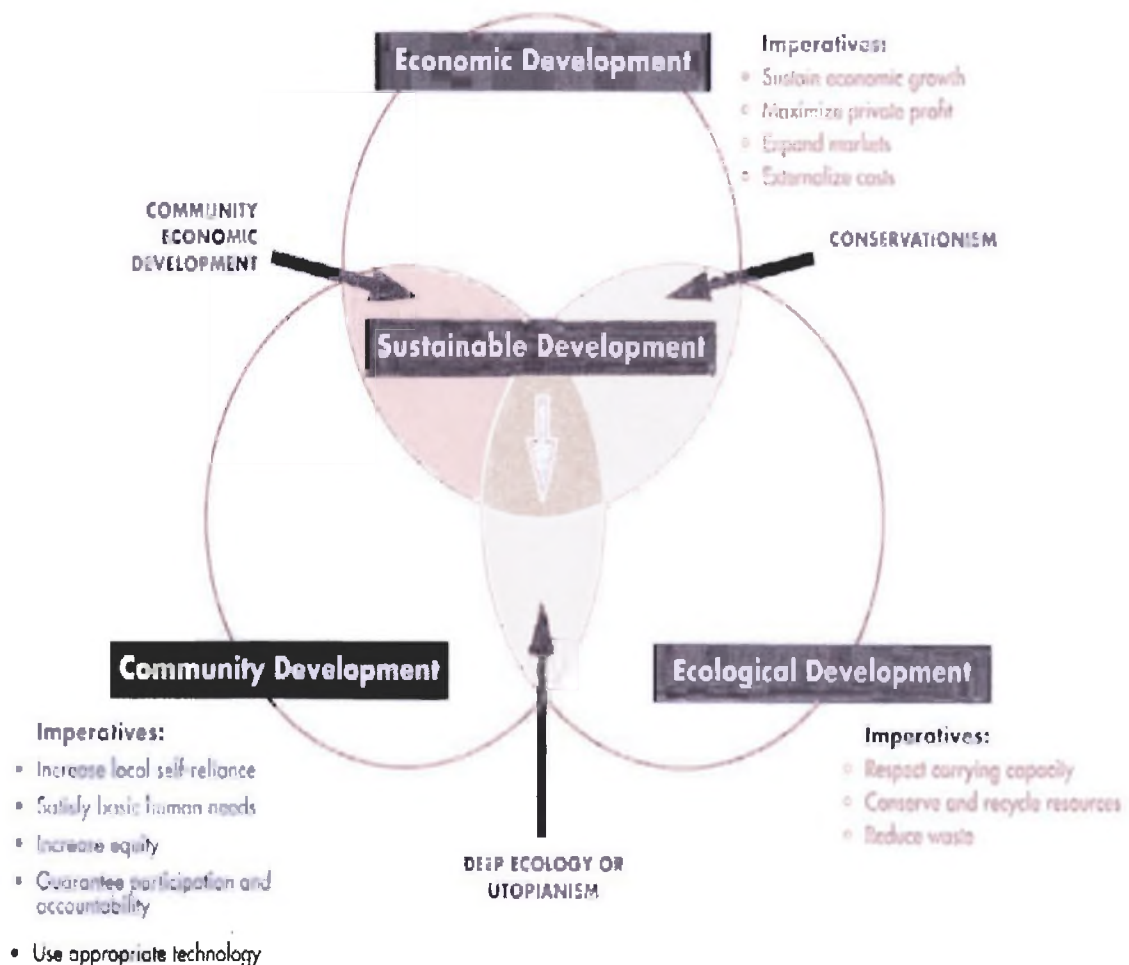 Economic Development
Imperatives:
• Sustain economic growth
• Maximize private profit
• Expand markets
• Externalize costs
COMMUNITY
ECONOMIC
DEVELOPMENT
CONSERVATIONISM
Sustainable Development
Community Development
Ecological Development
Imperatives:
• Increase local self-reliance
• Satisfy basic human needs
• Increase equity
• Guarantee participation and
accountability
• Use appropriate technology
Imperatives:
• Respect carrying capacity
• Conserve and recycle resources
• Reduce waste
DEEP ECOLOGY OR
UTOPIANISM